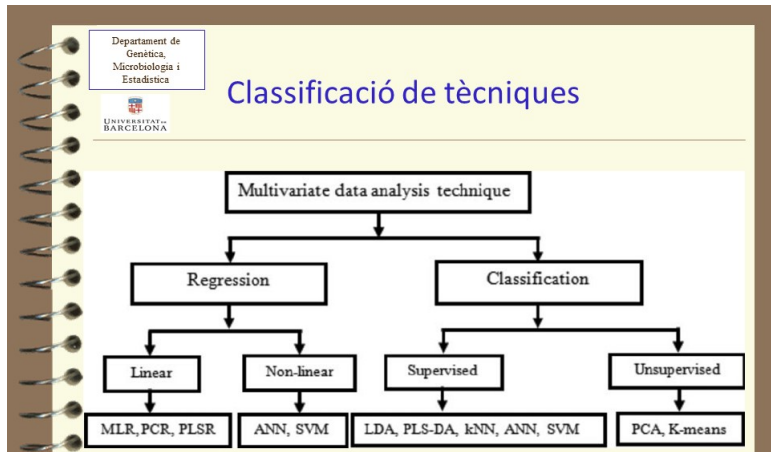 Departament de
Genètica,
Microbiologia i
Estadística
UNIVERSITAT DE
BARCELONA
Classificació de tècniques
Multivariate data analysis technique
Regression
Classification
Linear
Non-linear
Supervised
Unsupervised
MLR, PCR, PLSR
ANN, SVM
LDA, PLS-DA, kNN, ANN, SVM
PCA, K-means